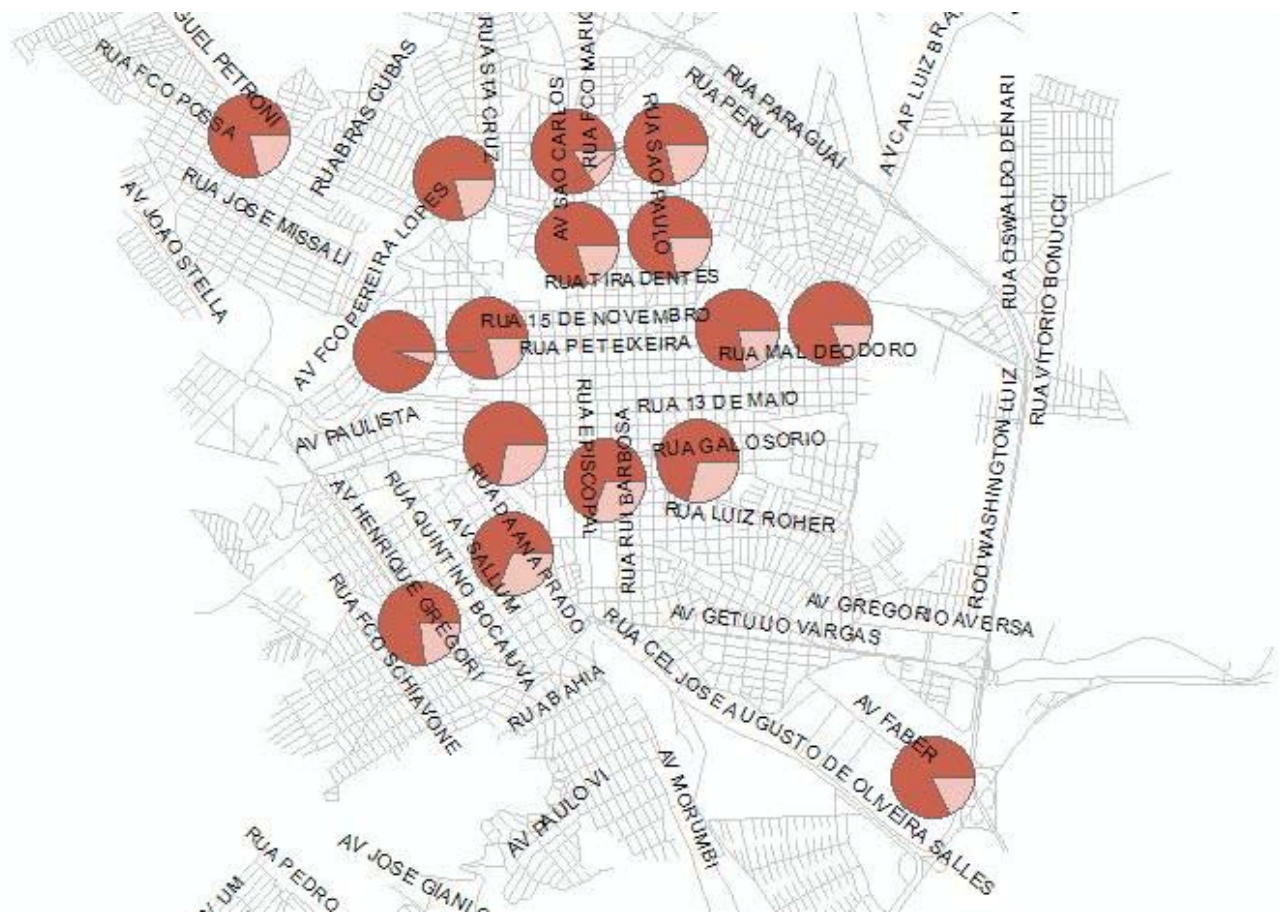 GUEL PETRONI
RUA FCO POSSA
RUA BRAS CUBAS
RUA STA CRUZ
AV SAO CARLOS
RUA FCO MARIC
RUA SAO PAULO
RUA PERU
RUA PARAGUAI
AV CAP LUIZ BRA
RUA OSWALDO DENARI
RUA VITORIO BONUCCI
AV JOAO STELLA
RUA JOSE MISSALI
AV FCO PEREIRA LOPES
RUA TIRADENTES
RUA 15 DE NOVEMBRO
RUA PE TEIXEIRA
RUA MAL DEODORO
AV PAULISTA
RUA EPISCOPAL
RUA RUI BARBOSA
RUA 13 DE MAIO
RUA GAL OSORIO
RUA LUIZ ROHER
ROD WASHINGTON LUIZ
AV HENRIQUE GREGORI
RUA QUINTINO BOCAIUVA
AV SALLUM
RUA DA ANA PRADO
RUA FCO SCHIAVONE
RUA BAHIA
AV GETULIO VARGAS
AV GREGORIO AVERSA
RUA CEL JOSE AUGUSTO DE OLIVEIRA SALLES
AV FABER
AV MORUMBI
AV PAULO VI
RUA PEDRO
AV JOSE GIANI
UM